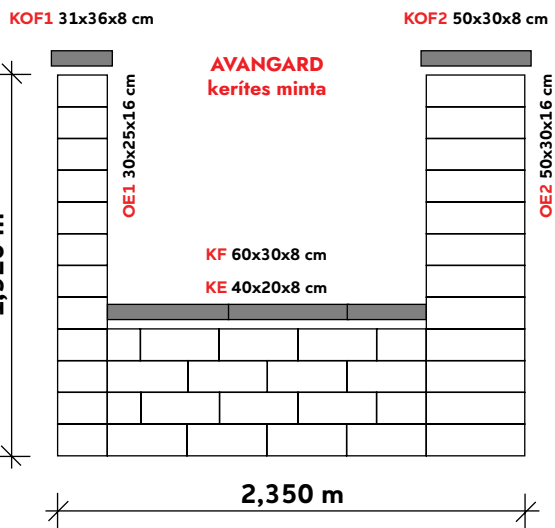 KOF1 31x36x8 cm
KOF2 50x30x8 cm
AVANGARD
kerítes minta
OE1 30x25x16 cm
OE2 50x30x16 cm
KF 60x30x8 cm
KE 40x20x8 cm
2,350 m